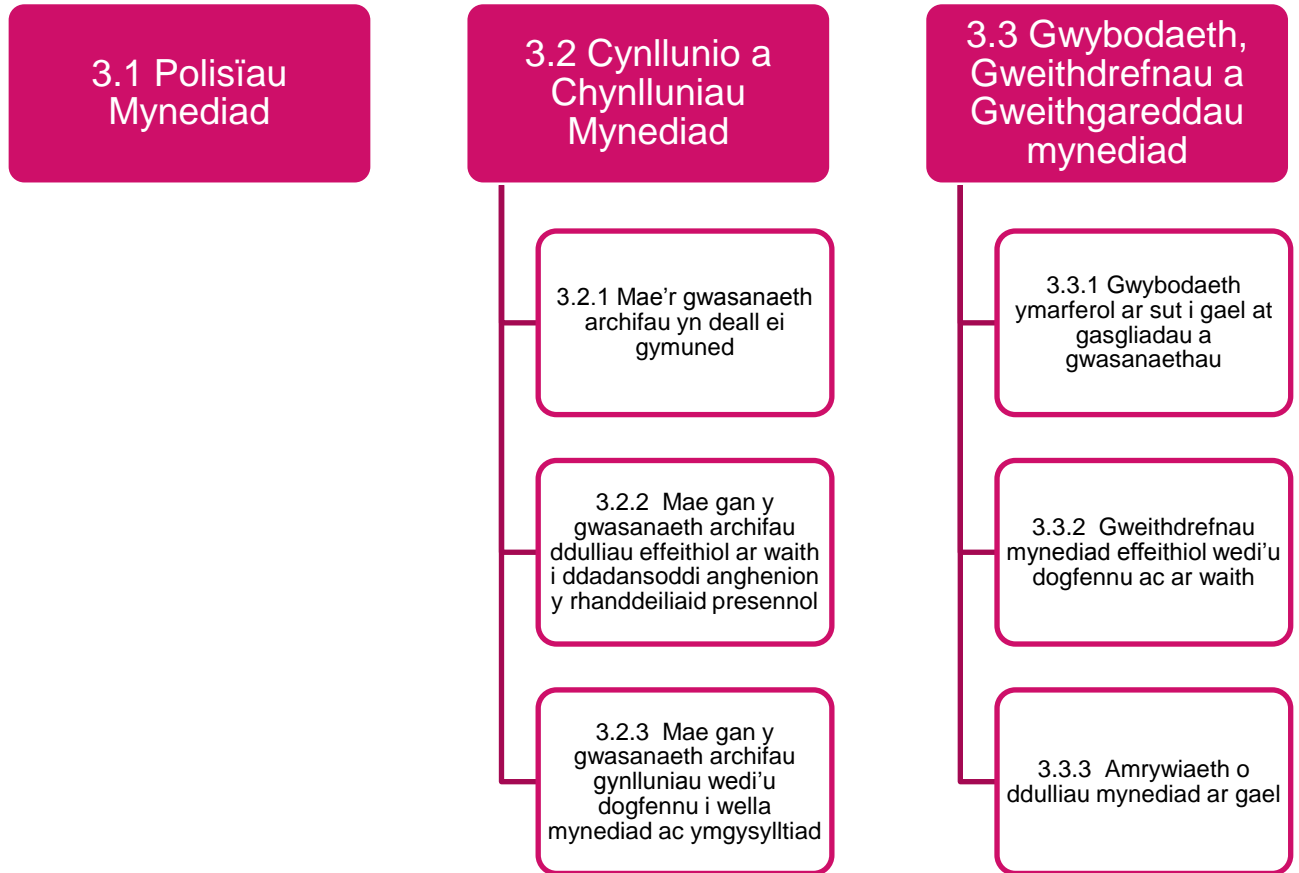 3.1 Polisïau
Mynediad
3.2 Cynllunio a
Chynlluniau
Mynediad
3.2.1 Mae’r gwasanaeth
archifau yn deall ei
gymuned
3.2.2 Mae gan y
gwasanaeth archifau
ddulliau effeithiol ar waith
i ddadansoddi anghenion
y rhanddeiliaid presennol
3.2.3 Mae gan y
gwasanaeth archifau
gynlluniau wedi’u
dogfennu i wella
mynediad ac ymgysylltiad
3.3 Gwybodaeth,
Gweithdrefnau a
Gweithgareddau
mynediad
3.3.1 Gwybodaeth
ymarferol ar sut i gael at
gasgliadau a
gwasanaethau
3.3.2 Gweithdrefnau
mynediad effeithiol wedi’u
dogfennu ac ar waith
3.3.3 Amrywiaeth o
ddulliau mynediad ar gael